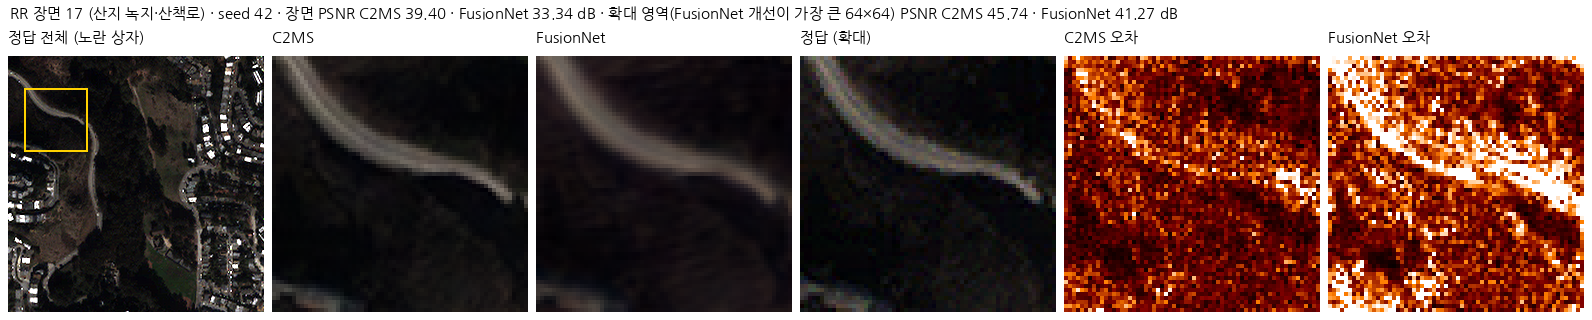 RR 장면 17 (산지 녹지·산책로) · seed 42 · 장면 PSNR C2MS 39.40 · FusionNet 33.34 dB · 확대 영역(FusionNet 개선이 가장 큰 64×64) PSNR C2MS 45.74 · FusionNet 41.27 dB
정답 전체 (노란 상자) C2MS FusionNet 정답 (확대) C2MS 오차 FusionNet 오차